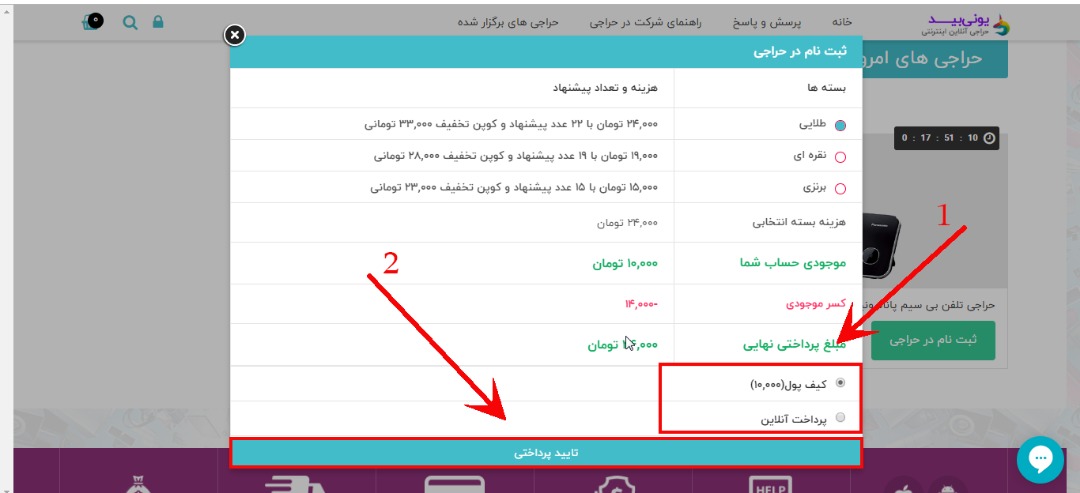 یونی‌بیـــد
حراجی آنلاین اینترنتی
خانه
پرسش و پاسخ
راهنمای شرکت در حراجی
حراجی های برگزار شده
0
حراجی های امرو
ثبت نام در حراجی
بسته ها
هزینه و تعداد پیشنهاد
طلایی
۲۴,۰۰۰ تومان با ۲۲ عدد پیشنهاد و کوپن تخفیف ۳۳,۰۰۰ تومانی
نقره ای
۱۹,۰۰۰ تومان با ۱۹ عدد پیشنهاد و کوپن تخفیف ۲۸,۰۰۰ تومانی
برنزی
۱۵,۰۰۰ تومان با ۱۵ عدد پیشنهاد و کوپن تخفیف ۲۳,۰۰۰ تومانی
هزینه بسته انتخابی
۲۴,۰۰۰ تومان
موجودی حساب شما
۱۰,۰۰۰ تومان
کسر موجودی
-۱۴,۰۰۰
مبلغ پرداختی نهایی
تومان
کیف پول(۱۰,۰۰۰)
پرداخت آنلاین
تایید پرداختی
1
2
0 : 17 : 51 : 10
Panasonic
حراجی تلفن بی سیم
ثبت نام در حراجی
HELP